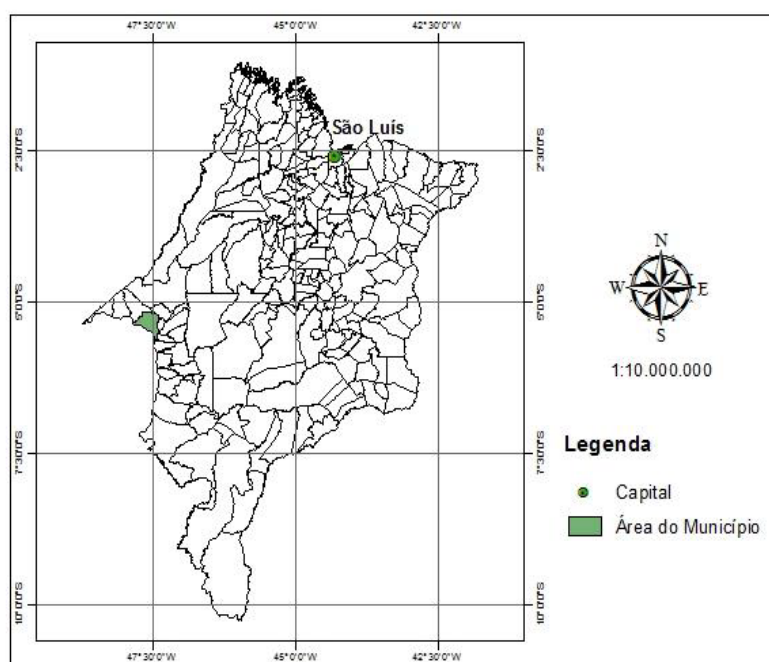 47°30'0"W 45°0'0"W 42°30'0"W
São Luís
2°30'0"S 2°30'0"S
5°0'0"S 5°0'0"S
7°30'0"S 7°30'0"S
10°0'0"S 10°0'0"S
47°30'0"W 45°0'0"W 42°30'0"W
N
W E
S
1:10.000.000
Legenda
Capital
Área do Município